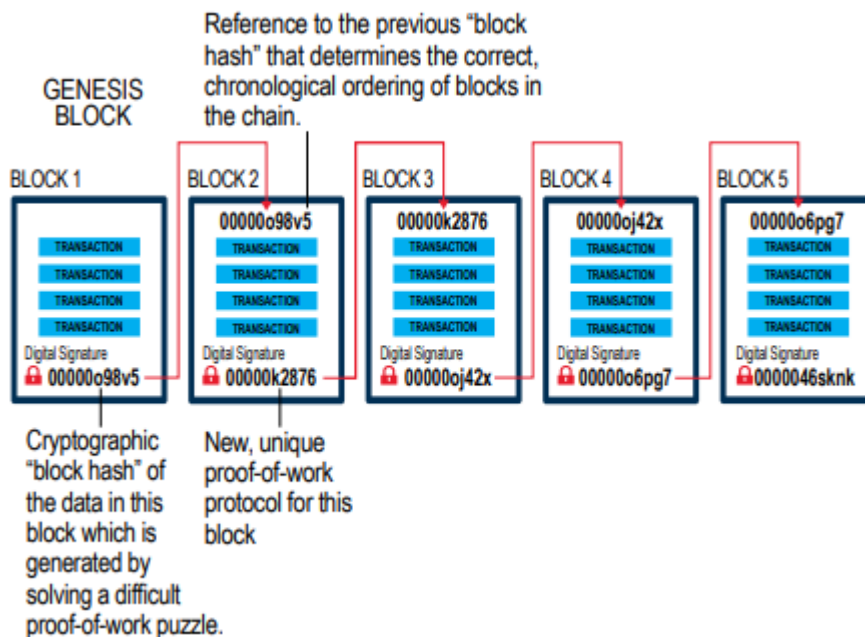 Reference to the previous “block
hash” that determines the correct,
chronological ordering of blocks in
the chain.
GENESIS
BLOCK
BLOCK 1
BLOCK 2
BLOCK 3
BLOCK 4
BLOCK 5
TRANSACTION
TRANSACTION
TRANSACTION
TRANSACTION
Digital Signature
00000o98v5
00000o98v5
TRANSACTION
TRANSACTION
TRANSACTION
TRANSACTION
Digital Signature
00000k2876
00000k2876
TRANSACTION
TRANSACTION
TRANSACTION
TRANSACTION
Digital Signature
00000oj42x
00000oj42x
TRANSACTION
TRANSACTION
TRANSACTION
TRANSACTION
Digital Signature
00000o6pg7
00000o6pg7
TRANSACTION
TRANSACTION
TRANSACTION
TRANSACTION
Digital Signature
0000046sknk
Cryptographic
“block hash” of
the data in this
block which is
generated by
solving a difficult
proof-of-work puzzle.
New, unique
proof-of-work
protocol for this
block